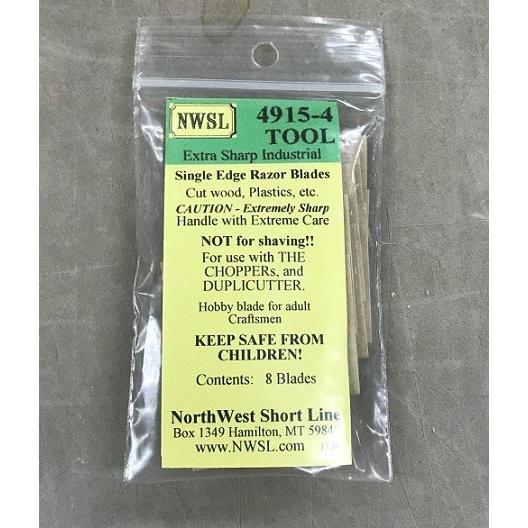 NWSL 4915-4
TOOL
Extra Sharp Industrial
Single Edge Razor Blades
Cut wood, Plastics, etc.
CAUTION - Extremely Sharp
Handle with Extreme Care
NOT for shaving!!
For use with THE
CHOPPERs, and
DUPLICUTTER.
Hobby blade for adult
Craftsmen
KEEP SAFE FROM
CHILDREN!
Contents: 8 Blades
NorthWest Short Line
Box 1349 Hamilton, MT 59840
www.NWSL.com